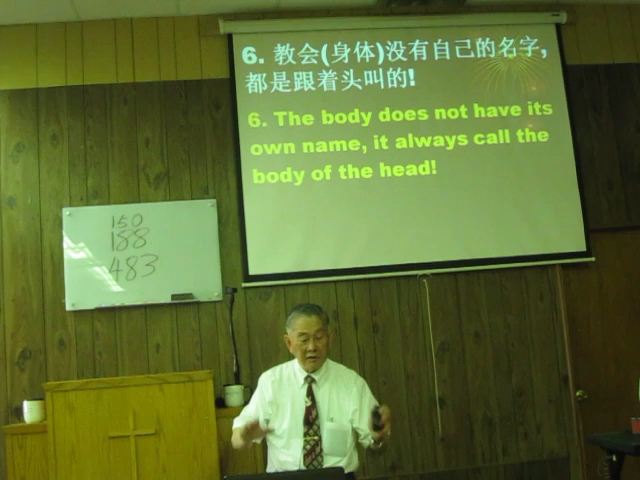 6. 教会(身体)没有自己的名字,
都是跟着头叫的!
6. The body does not have its
own name, it always call the
body of the head!
150
188
483